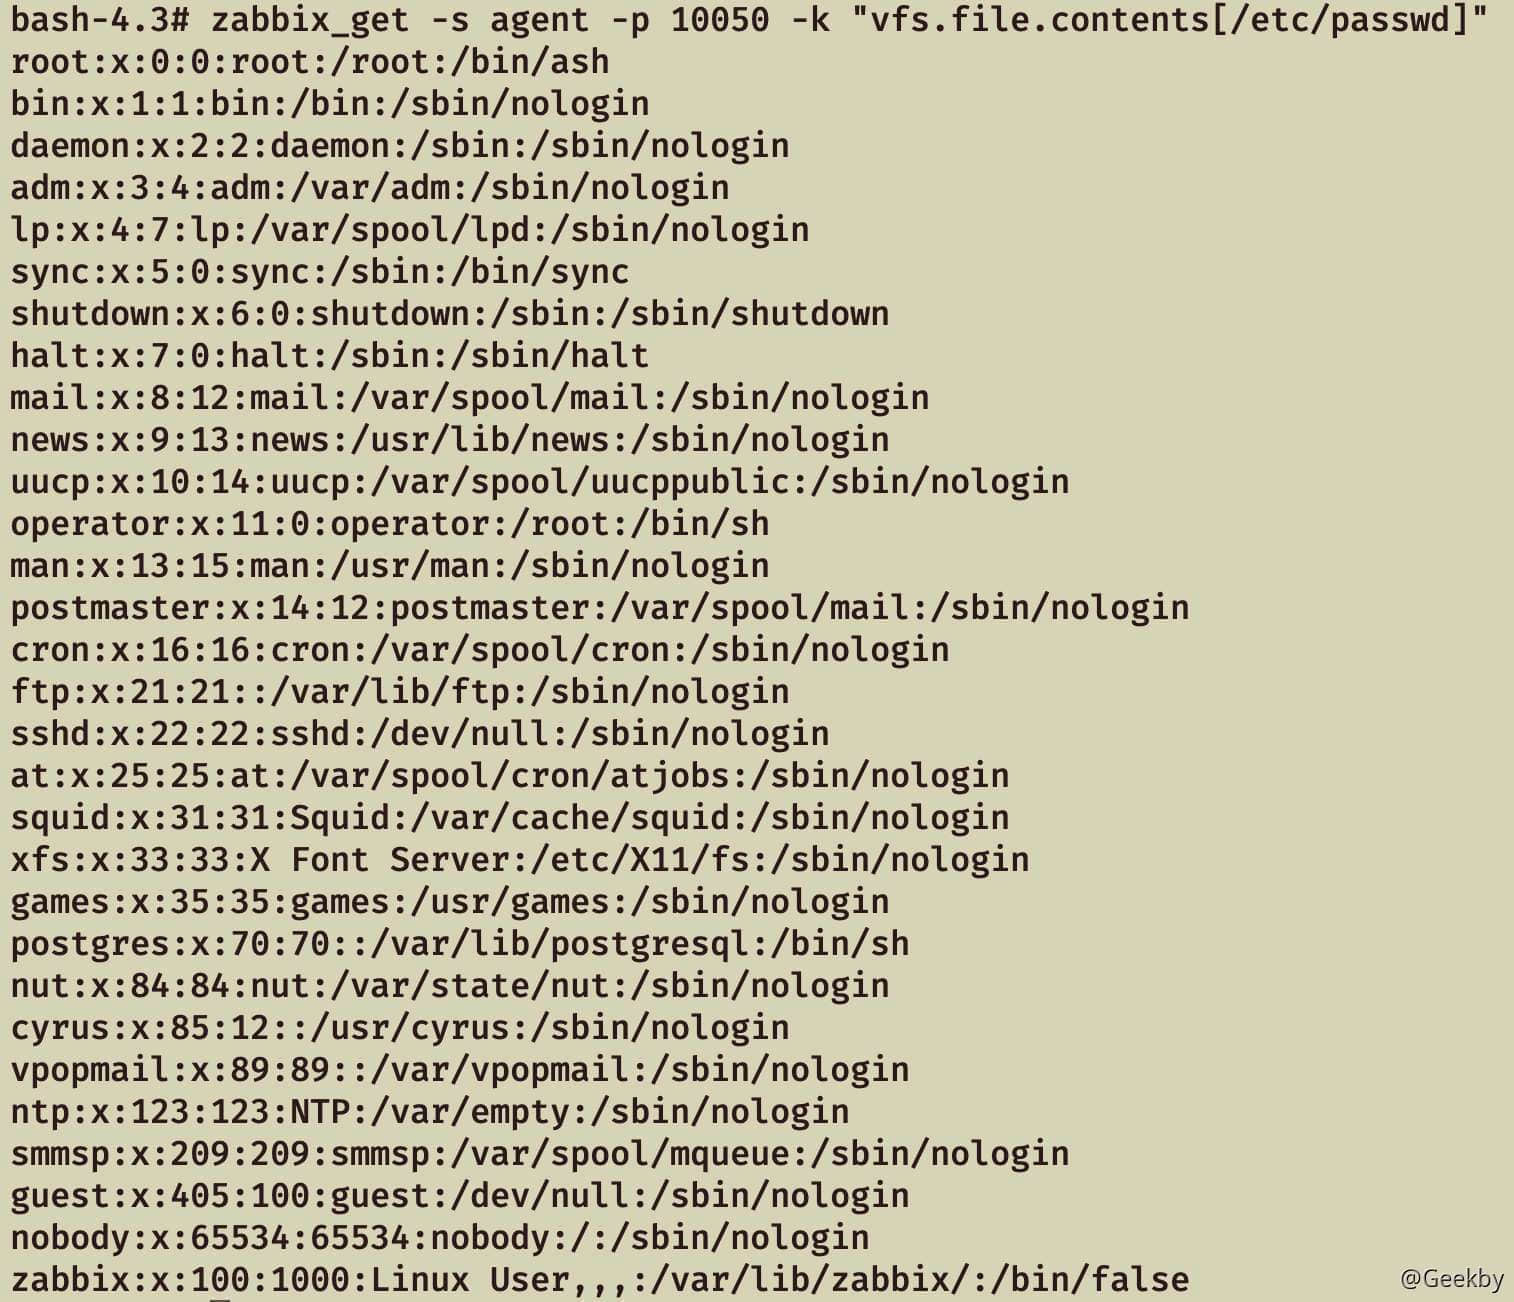 bash-4.3# zabbix_get -s agent -p 10050 -k "vfs.file.contents[/etc/passwd]"
root:x:0:0:root:/root:/bin/ash
bin:x:1:1:bin:/bin:/sbin/nologin
daemon:x:2:2:daemon:/sbin:/sbin/nologin
adm:x:3:4:adm:/var/adm:/sbin/nologin
lp:x:4:7:lp:/var/spool/lpd:/sbin/nologin
sync:x:5:0:sync:/sbin:/bin/sync
shutdown:x:6:0:shutdown:/sbin:/sbin/shutdown
halt:x:7:0:halt:/sbin:/sbin/halt
mail:x:8:12:mail:/var/spool/mail:/sbin/nologin
news:x:9:13:news:/usr/lib/news:/sbin/nologin
uucp:x:10:14:uucp:/var/spool/uucppublic:/sbin/nologin
operator:x:11:0:operator:/root:/bin/sh
man:x:13:15:man:/usr/man:/sbin/nologin
postmaster:x:14:12:postmaster:/var/spool/mail:/sbin/nologin
cron:x:16:16:cron:/var/spool/cron:/sbin/nologin
ftp:x:21:21::/var/lib/ftp:/sbin/nologin
sshd:x:22:22:sshd:/dev/null:/sbin/nologin
at:x:25:25:at:/var/spool/cron/atjobs:/sbin/nologin
squid:x:31:31:Squid:/var/cache/squid:/sbin/nologin
xfs:x:33:33:X Font Server:/etc/X11/fs:/sbin/nologin
games:x:35:35:games:/usr/games:/sbin/nologin
postgres:x:70:70::/var/lib/postgresql:/bin/sh
nut:x:84:84:nut:/var/state/nut:/sbin/nologin
cyrus:x:85:12::/usr/cyrus:/sbin/nologin
vpopmail:x:89:89::/var/vpopmail:/sbin/nologin
ntp:x:123:123:NTP:/var/empty:/sbin/nologin
smmsp:x:209:209:smmsp:/var/spool/mqueue:/sbin/nologin
guest:x:405:100:guest:/dev/null:/sbin/nologin
nobody:x:65534:65534:nobody:/:/sbin/nologin
zabbix:x:100:1000:Linux User,,,:/var/lib/zabbix/:/bin/false
@Geekby